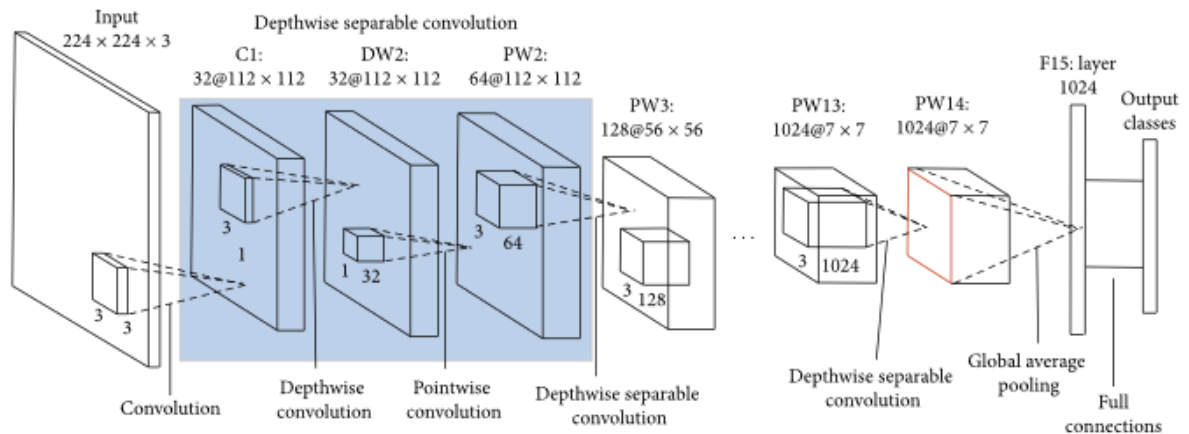 Input
224 × 224 × 3
Depthwise separable convolution
C1:
32@112 × 112
DW2:
32@112 × 112
PW2:
64@112 × 112
PW3:
128@56 × 56
PW13:
1024@7 × 7
PW14:
1024@7 × 7
F15: layer
1024
Output
classes
3
3
3
1
1
32
3
64
3
128
...
3
1024
Convolution
Depthwise
convolution
Pointwise
convolution
Depthwise separable
convolution
Depthwise separable
convolution
Global average
pooling
Full
connections